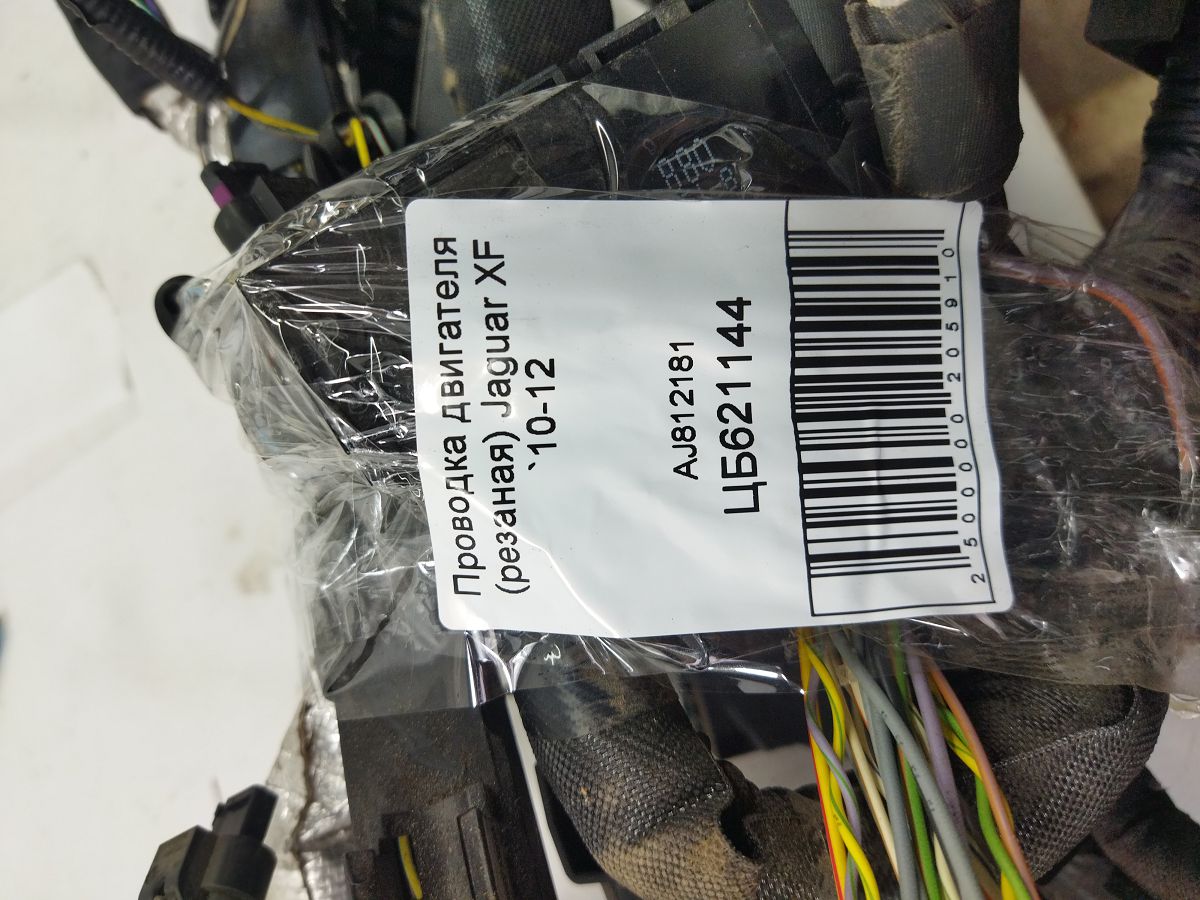 Проводка двигателя
(резаная) Jaguar XF
`10-12
AJ812181
ЦБ621144
2500000205910